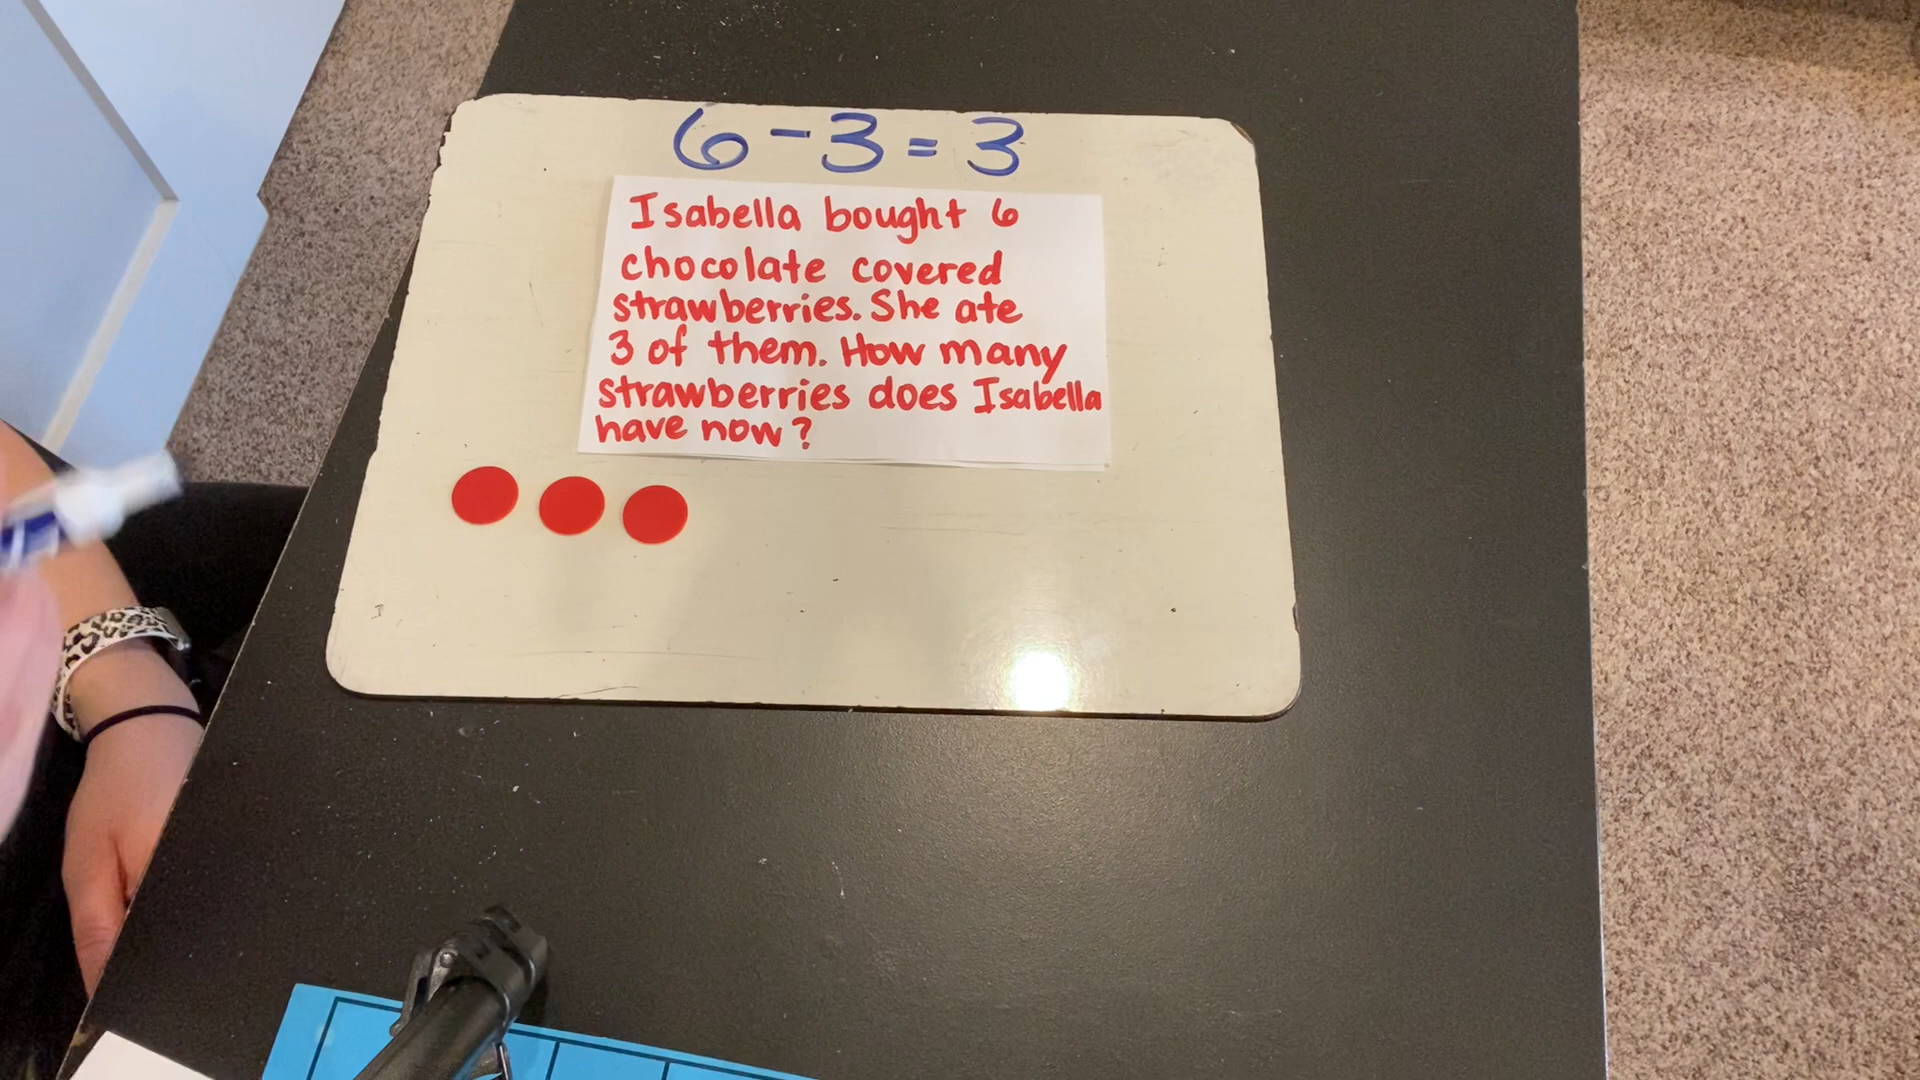 6-3=3
Isabella bought 6
chocolate covered
strawberries. She ate
3 of them. How many
strawberries does Isabella
have now?